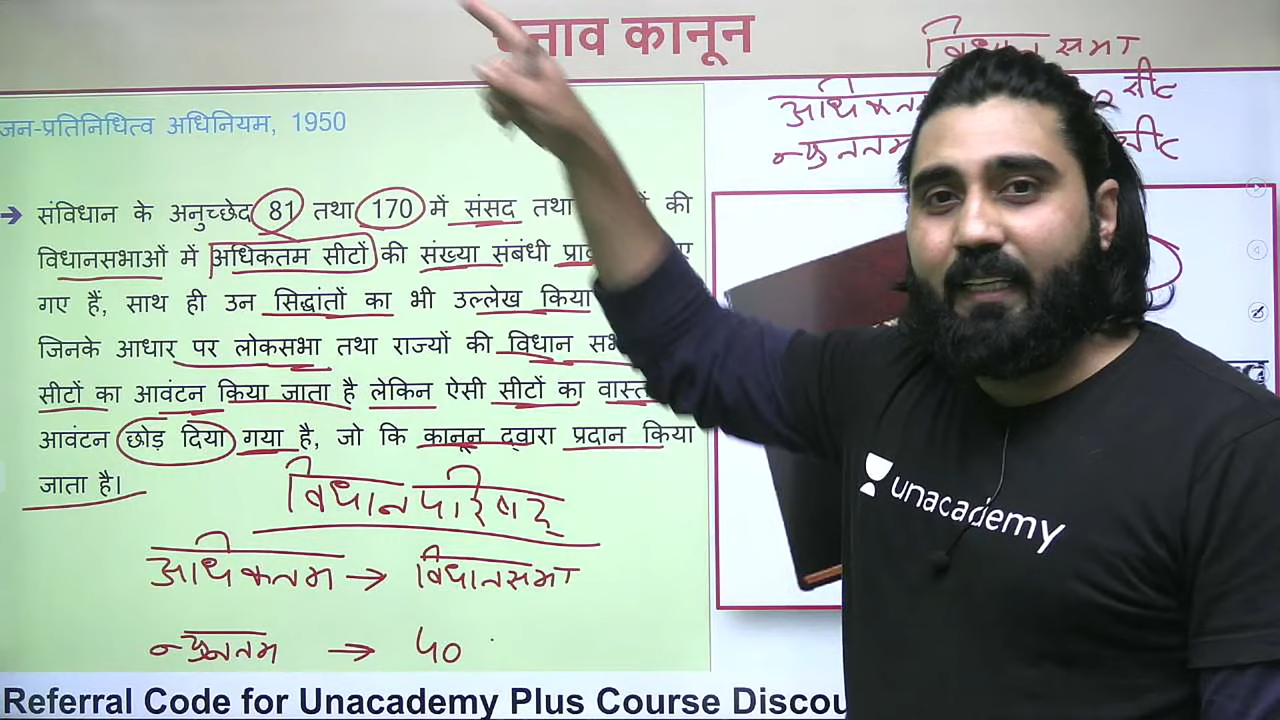 चुनाव कानून
विधानसभा
अधिकतम सीट
न्यूनतम सीट
जन-प्रतिनिधित्व अधिनियम, 1950
संविधान के अनुच्छेद 81 तथा 170 में संसद तथा की
विधानसभाओं में अधिकतम सीटों की संख्या संबंधी
गए हैं, साथ ही उन सिद्धांतों का भी उल्लेख किया
जिनके आधार पर लोकसभा तथा राज्यों की विधान
सीटों का आवंटन किया जाता है लेकिन ऐसी सीटों का
आवंटन छोड़ दिया गया है, जो कि कानून द्वारा प्रदान किया
जाता है।
विधानपरिषद्
अधिकतम → विधानसभा
न्यूनतम → 40
unacademy
Referral Code for Unacademy Plus Course